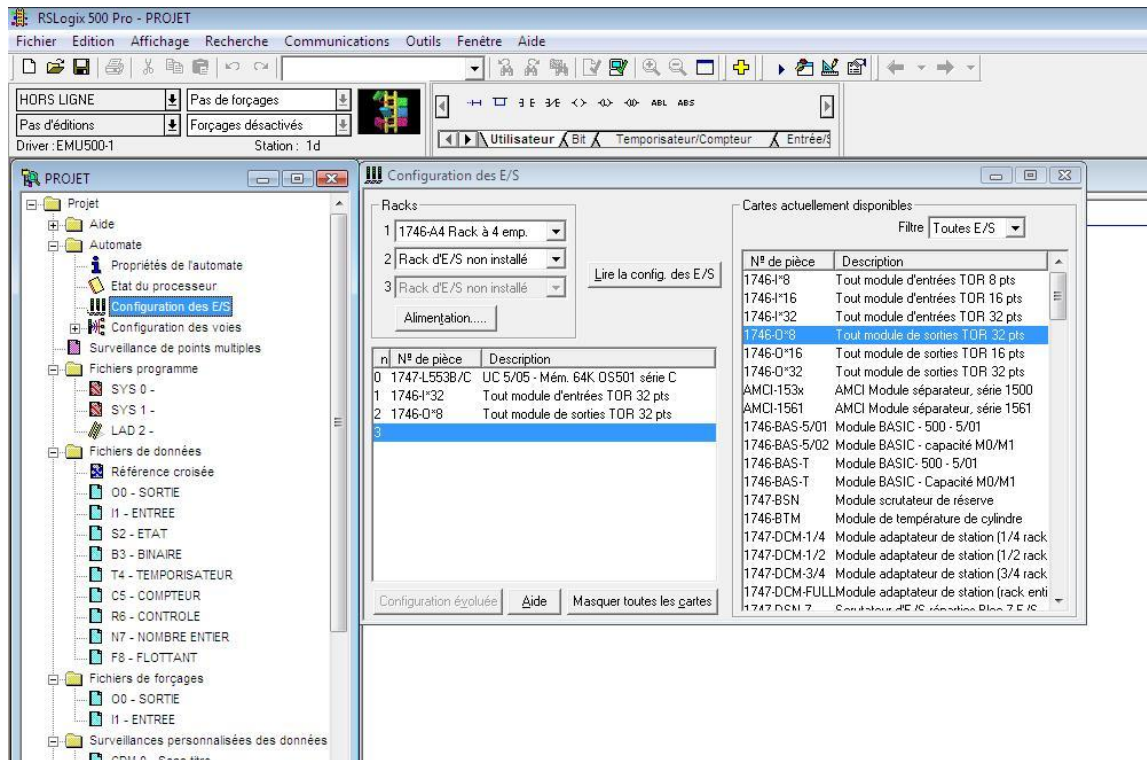 RSLogix 500 Pro - PROJET
Fichier Edition Affichage Recherche Communications Outils Fenêtre Aide
HORS LIGNE
Pas de forçages
Pas d'éditions
Forçages désactivés
Driver : EMU500-1
Station : 1d
ABL ABS
Utilisateur Bit Temporisateur/Compteur Entrée/S
PROJET
Projet
Aide
Automate
Propriétés de l'automate
Etat du processeur
Configuration des E/S
Configuration des voies
Surveillance de points multiples
Fichiers programme
SYS 0 -
SYS 1 -
LAD 2 -
Fichiers de données
Référence croisée
O0 - SORTIE
I1 - ENTREE
S2 - ETAT
B3 - BINAIRE
T4 - TEMPORISATEUR
C5 - COMPTEUR
R6 - CONTROLE
N7 - NOMBRE ENTIER
F8 - FLOTTANT
Fichiers de forçages
O0 - SORTIE
I1 - ENTREE
Surveillances personnalisées des données
Configuration des E/S
Racks
1 1746-A4 Rack à 4 emp.
2 Rack d'E/S non installé
3 Rack d'E/S non installé
Lire la config. des E/S
Alimentation.....
n Nº de pièce Description
0 1747-L553B/C UC 5/05 - Mém. 64K OS501 série C
1 1746-I*32 Tout module d'entrées TOR 32 pts
2 1746-O*8 Tout module de sorties TOR 32 pts
3
Configuration évoluée
Aide
Masquer toutes les cartes
Cartes actuellement disponibles
Filtre Toutes E/S
Nº de pièce Description
1746-I*8 Tout module d'entrées TOR 8 pts
1746-I*16 Tout module d'entrées TOR 16 pts
1746-I*32 Tout module d'entrées TOR 32 pts
1746-O*8 Tout module de sorties TOR 32 pts
1746-O*16 Tout module de sorties TOR 16 pts
1746-O*32 Tout module de sorties TOR 32 pts
AMCI-153x AMCI Module séparateur, série 1500
AMCI-1561 AMCI Module séparateur, série 1561
1746-BAS-5/01 Module BASIC - 500 - 5/01
1746-BAS-5/02 Module BASIC - capacité M0/M1
1746-BAS-T Module BASIC- 500 - 5/01
1746-BAS-T Module BASIC - Capacité M0/M1
1747-BSN Module scrutateur de réserve
1746-BTM Module de température de cylindre
1747-DCM-1/4 Module adaptateur de station (1/4 rack
1747-DCM-1/2 Module adaptateur de station (1/2 rack
1747-DCM-3/4 Module adaptateur de station (3/4 rack
1747-DCM-FULL Module adaptateur de station (rack enti